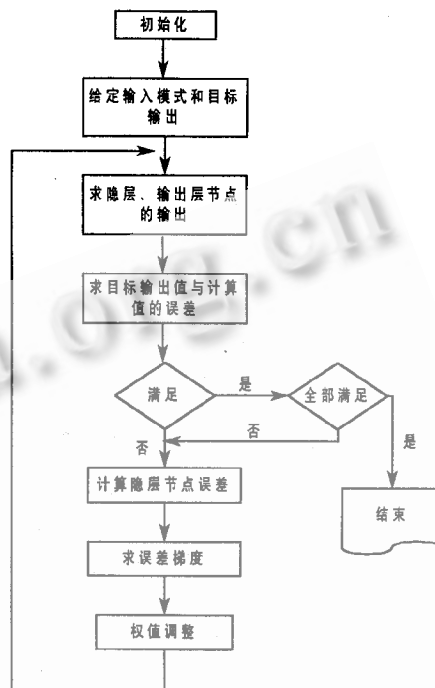 初始化
给定输入模式和目标
输出
求隐层、输出层节点
的输出
求目标输出值与计算
值的误差
满足
是
全部满足
否
否
是
计算隐层节点误差
结束
求误差梯度
权值调整
a.org.cn